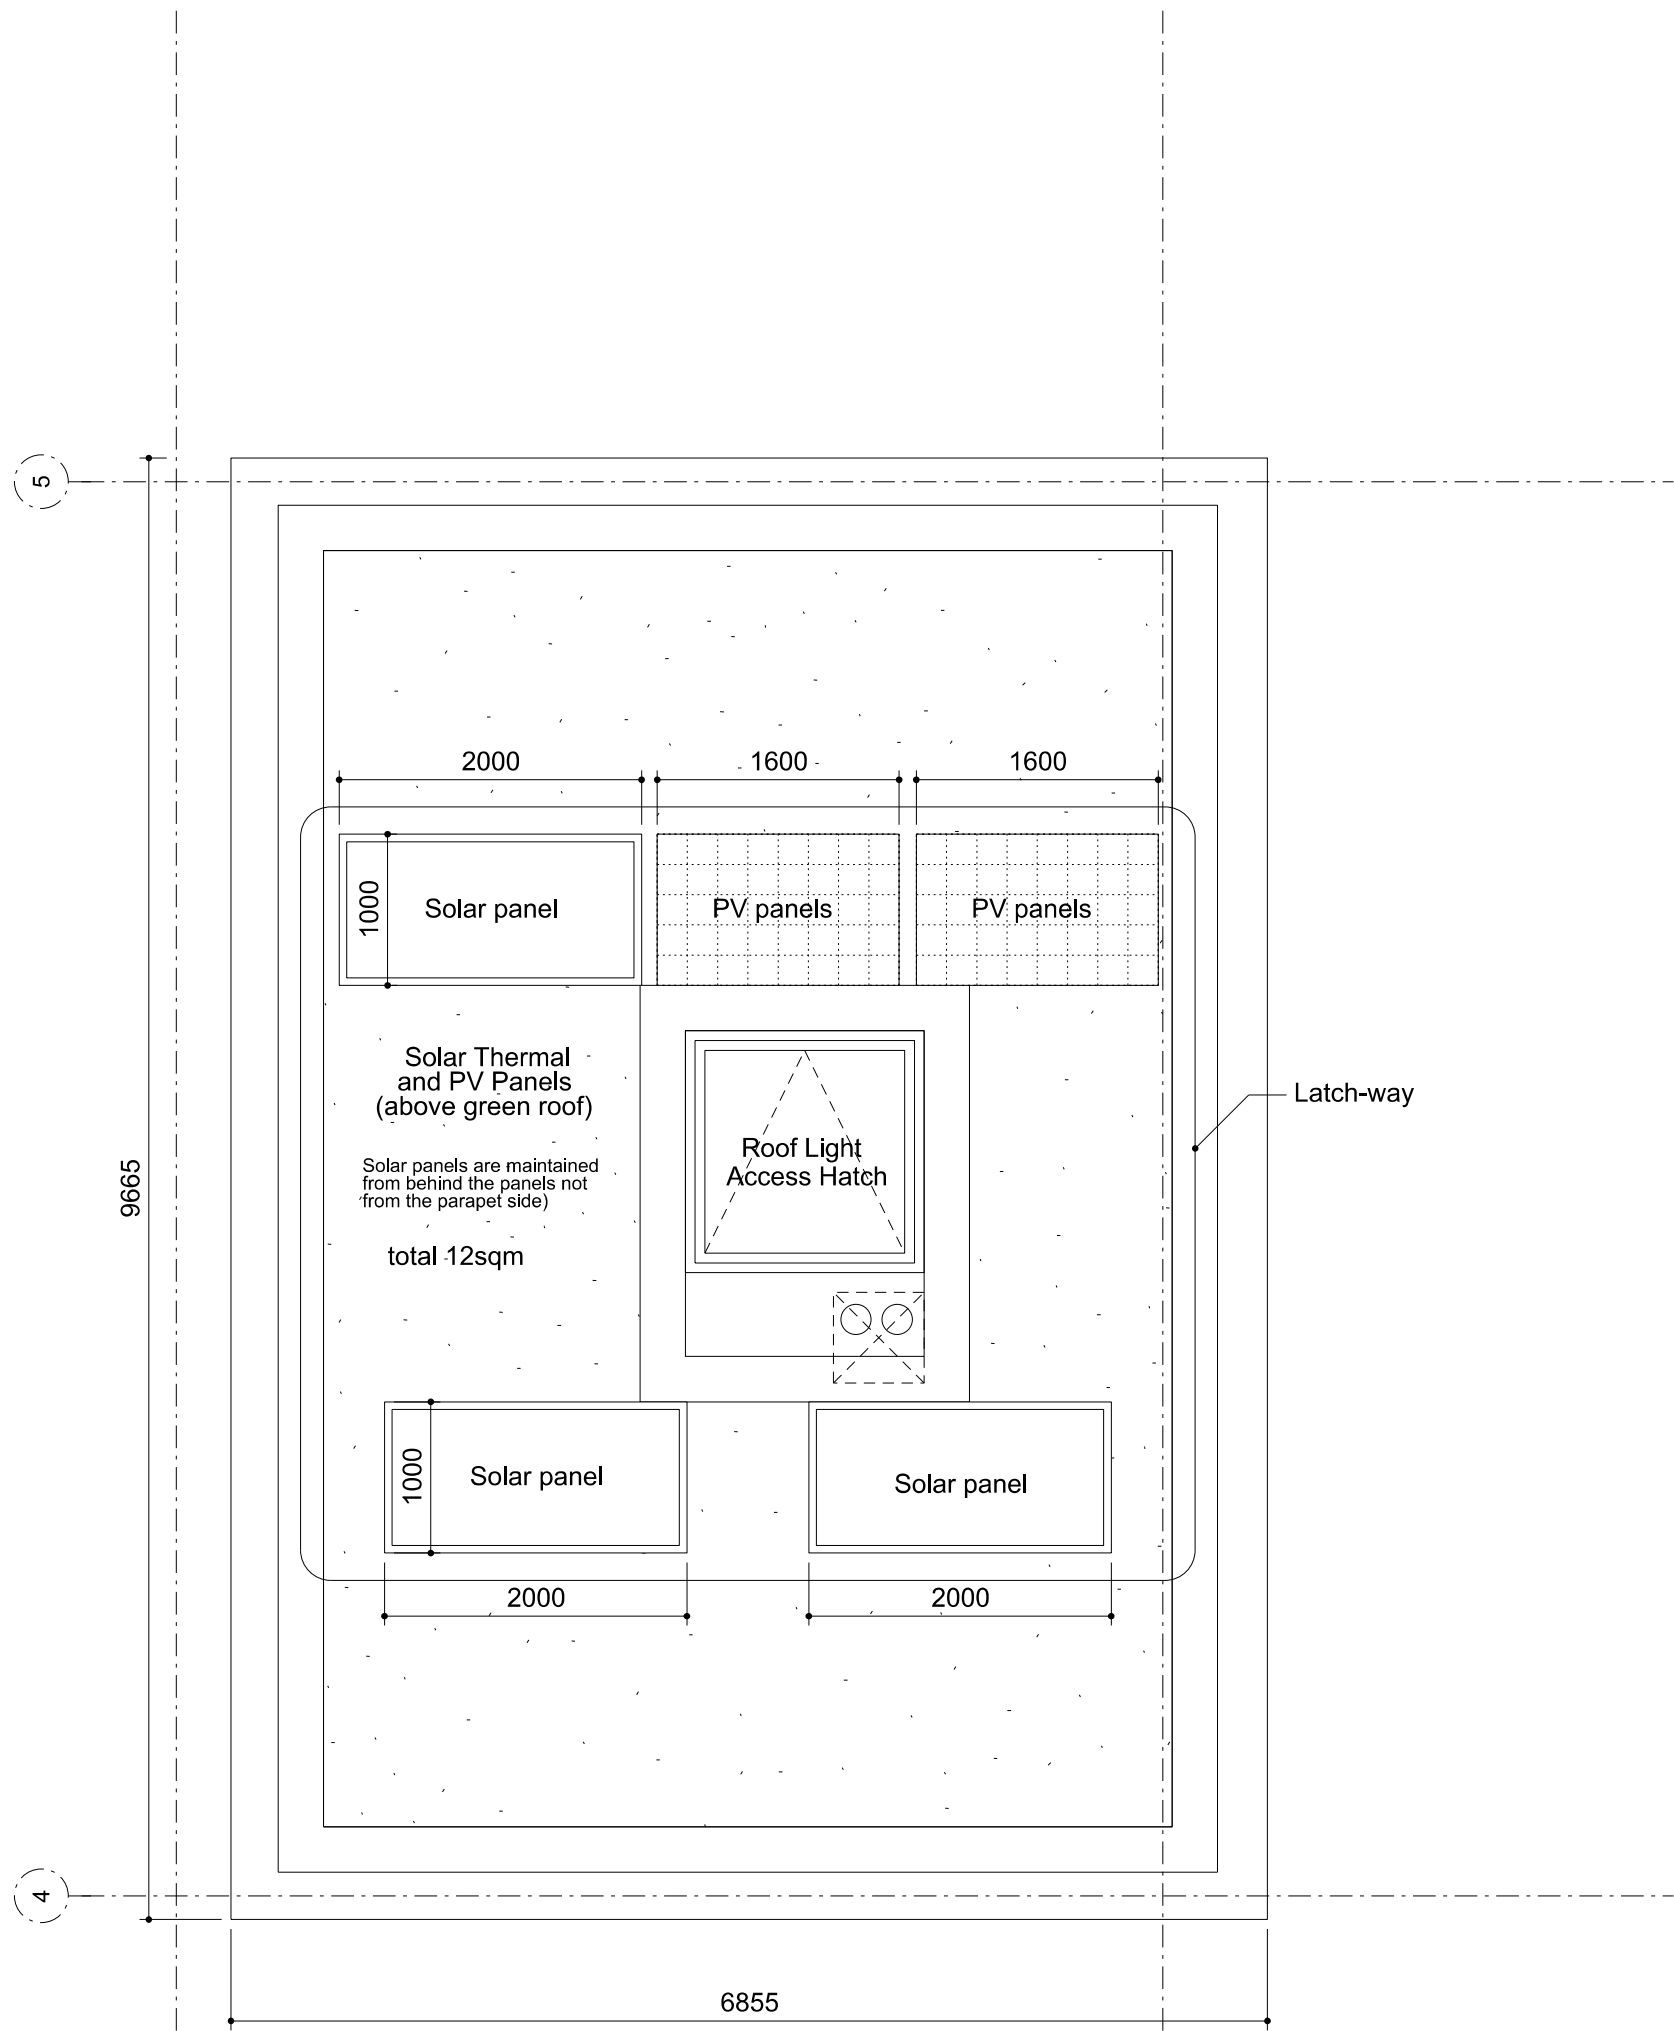 5
2000
1600
1600
1000
Solar panel
PV panels
PV panels
Solar Thermal
and PV Panels
(above green roof)
Latch-way
Roof Light
Access Hatch
Solar panels are maintained
from behind the panels not
from the parapet side)
9665
total 12sqm
1000
Solar panel
Solar panel
2000
2000
4
6855